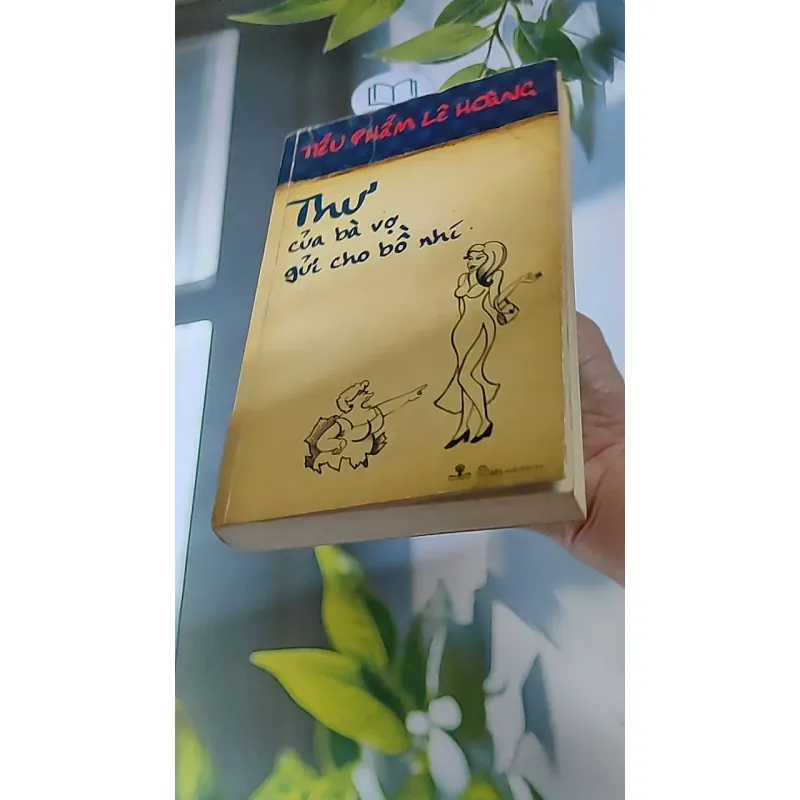 TIỂU PHẨM LÊ HOÀNG
Thư
của bà vợ
gửi cho bồ nhí.